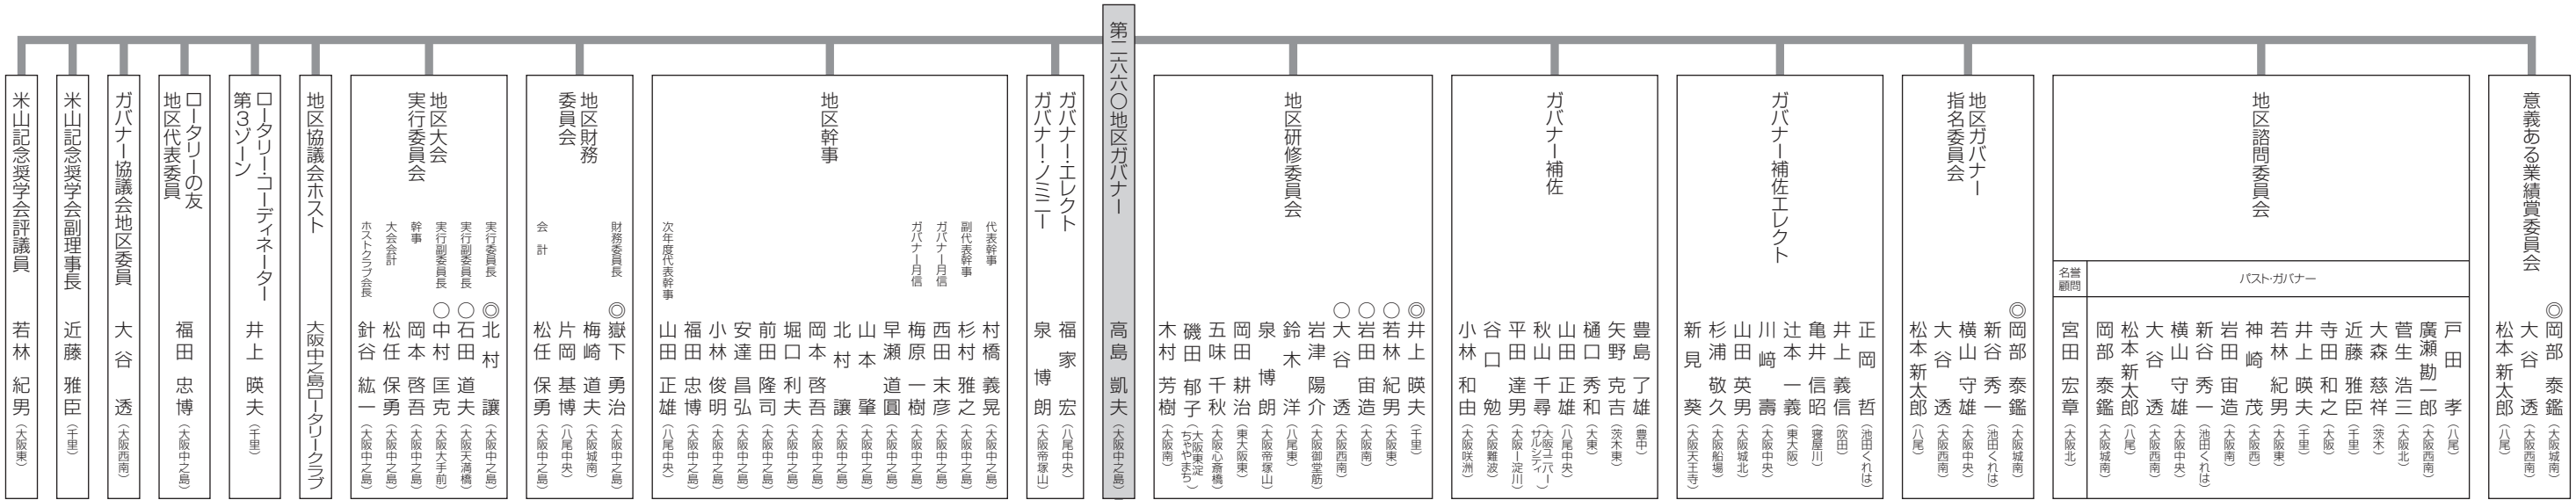 第二六六〇地区ガバナー
高島 凱夫（大阪中之島）
意義ある業績賞委員会
◎岡部 泰鑑（大阪城南）
大谷 透（大阪西南）
松本 新太郎（八尾）
地区諮問委員会
パスト・ガバナー
戸田 孝（八尾）
廣瀬 勘一郎（大阪西南）
菅生 浩三（大阪北）
大森 慈祥（茨木）
近藤 雅臣（千里）
寺田 和之（大阪）
井上 暎夫（千里）
若林 紀男（大阪東）
神崎 茂（大阪西）
岩田 宙造（大阪南）
新谷 秀一（池田くれは）
横山 守雄（大阪中央）
大谷 透（大阪西南）
松本 新太郎（八尾）
岡部 泰鑑（大阪城南）
名誉顧問
宮田 宏章（大阪北）
地区ガバナー
指名委員会
◎岡部 泰鑑（大阪城南）
新谷 秀一（池田くれは）
横山 守雄（大阪中央）
大谷 透（大阪西南）
松本 新太郎（八尾）
ガバナー補佐エレクト
正岡 哲（池田くれは）
井上 義信（吹田）
亀井 信昭（寝屋川）
辻本 一義（東大阪）
川﨑 壽（大阪中央）
山田 英男（大阪城北）
杉浦 敬久（大阪船場）
新見 葵（大阪天王寺）
ガバナー補佐
豊島 了雄（豊中）
矢野 克吉（茨木東）
樋口 秀和（大東）
山田 正雄（八尾中央）
秋山 千尋（大阪ユニバーサルシティ）
平田 達男（大阪ー淀川）
谷口 勉（大阪難波）
小林 和由（大阪咲洲）
地区研修委員会
◎井上 暎夫（千里）
○若林 紀男（大阪東）
○岩田 宙造（大阪南）
○大谷 透（大阪西南）
岩津 陽介（大阪御堂筋）
鈴木 洋（八尾東）
泉 博朗（大阪帝塚山）
岡田 耕治（東大阪東）
五味 千秋（大阪心斎橋）
磯田 郁子（大阪東淀ちゃやまち）
木村 芳樹（大阪南）
ガバナー・エレクト
ガバナー・ノミニー
福家 宏（八尾中央）
泉 博朗（大阪帝塚山）
地区幹事
代表幹事 村橋 義晃（大阪中之島）
副代表幹事 杉村 雅之（大阪中之島）
ガバナー月信 西田 末彦（大阪中之島）
ガバナー月信 梅原 一樹（大阪中之島）
早瀬 道圓（大阪中之島）
山本 肇（大阪中之島）
北村 讓（大阪中之島）
岡本 啓吾（大阪中之島）
堀口 利夫（大阪中之島）
前田 隆司（大阪中之島）
安達 昌弘（大阪中之島）
小林 俊明（大阪中之島）
福田 忠博（大阪中之島）
次年度代表幹事 山田 正雄（八尾中央）
地区財務
委員会
財務委員長 ◎嶽下 勇治（大阪中之島）
梅崎 道夫（大阪城南）
片岡 基博（八尾中央）
会計 松任 保勇（大阪中之島）
地区大会
実行委員会
実行委員長 ◎北村 讓（大阪中之島）
実行副委員長 ○石田 道夫（大阪天満橋）
実行副委員長 ○中村 匡克（大阪大手前）
幹事 岡本 啓吾（大阪中之島）
大会会計 松任 保勇（大阪中之島）
ホストクラブ会長 針谷 紘一（大阪中之島）
地区協議会ホスト
大阪中之島ロータリークラブ
ロータリー・コーディネーター
第3ゾーン
井上 暎夫（千里）
ロータリーの友
地区代表委員
福田 忠博（大阪中之島）
ガバナー協議会地区委員
大谷 透（大阪西南）
米山記念奨学会副理事長
近藤 雅臣（千里）
米山記念奨学会評議員
若林 紀男（大阪東）